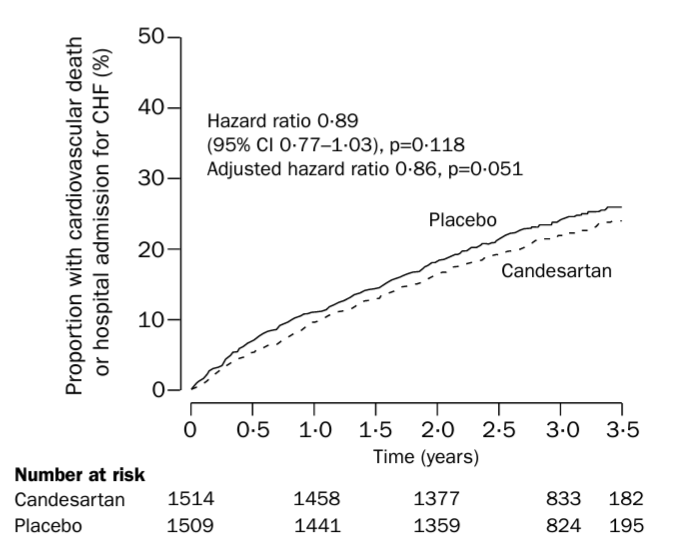 Proportion with cardiovascular death
or hospital admission for CHF (%)
50
40
30
20
10
0
Hazard ratio 0·89
(95% CI 0·77–1·03), p=0·118
Adjusted hazard ratio 0·86, p=0·051
Placebo
Candesartan
0 0·5 1·0 1·5 2·0 2·5 3·0 3·5
Time (years)
Number at risk
Candesartan 1514 1458 1377 833 182
Placebo 1509 1441 1359 824 195